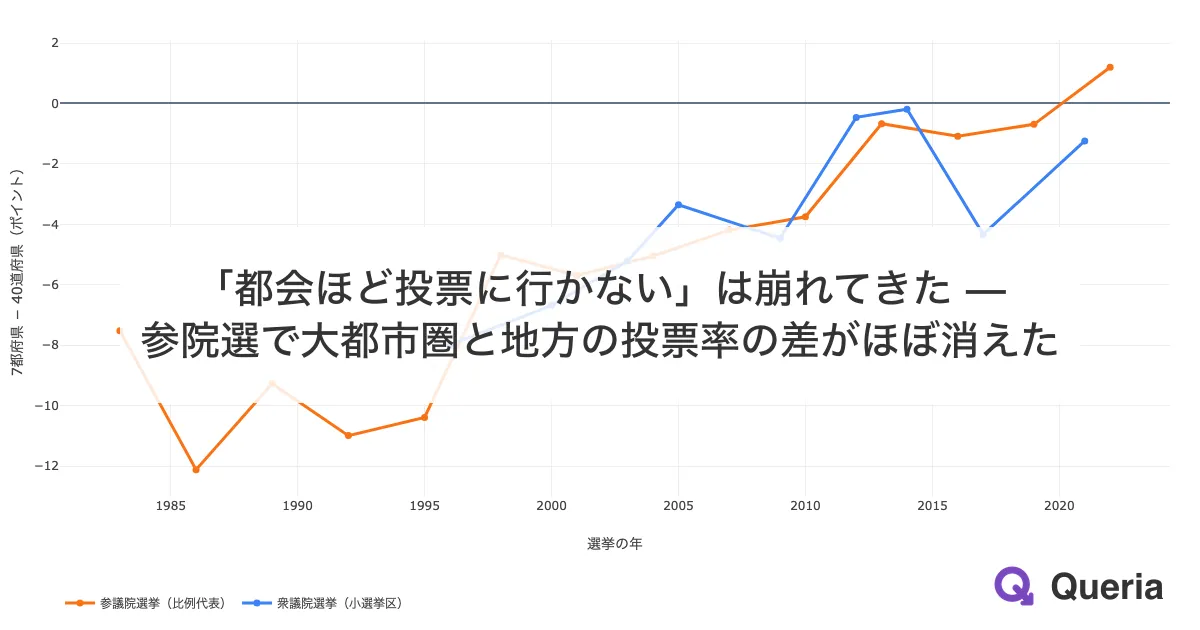 2
0
−2
−4
−6
−8
−10
−12
7都府県 − 40道府県（ポイント）
「都会ほど投票に行かない」は崩れてきた —
参院選で大都市圏と地方の投票率の差がほぼ消えた
1985 1990 1995 2000 2005 2010 2015 2020
選挙の年
参議院選挙（比例代表） 衆議院選挙（小選挙区）
Queria